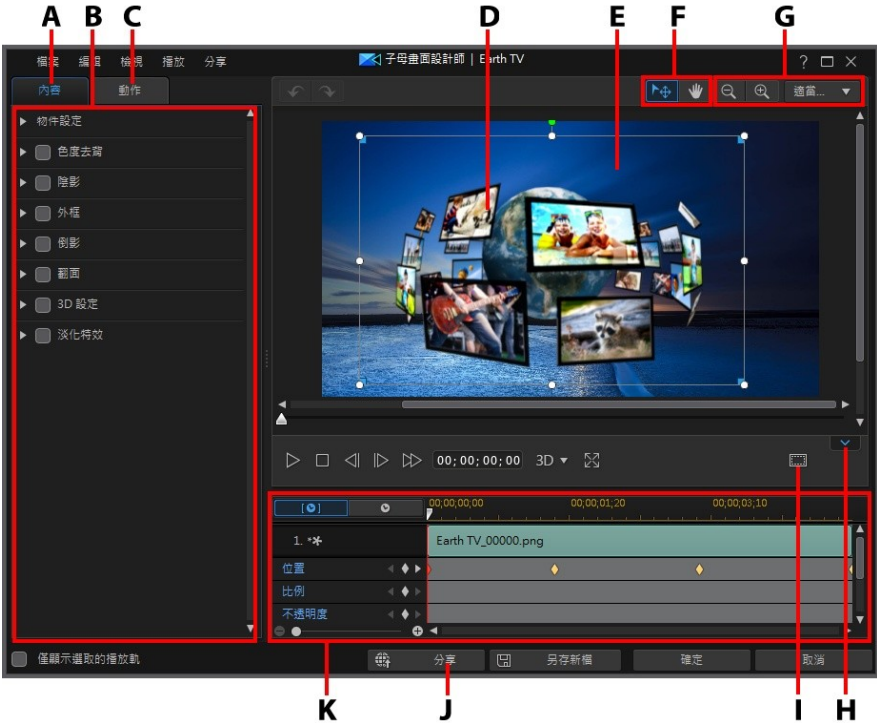 A B C D E F G
檔案 編輯 檢視 播放 分享 子母畫面設計師 | Earth TV ?
內容 動作 適當...
物件設定
色度去背
陰影
外框
倒影
翻面
3D 設定
淡化特效
00;00;00;00 3D
00;00;00;00 00;00;01;20 00;00;03;10
1. Earth TV_00000.png
位置
比例
不透明度
僅顯示選取的播放軌 分享 另存新檔 確定 取消
K J I H